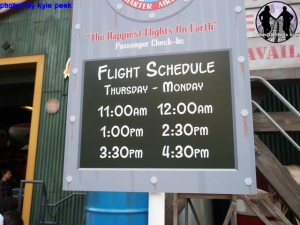 photos by kyle peek
ARTER AIR
"The Happiest Flights On Earth"
Passenger Check-In:
FLIGHT SCHEDULE
THURSDAY - MONDAY
11:00AM 12:00AM
1:00PM 2:30PM
3:30PM 4:30PM
AVAIL